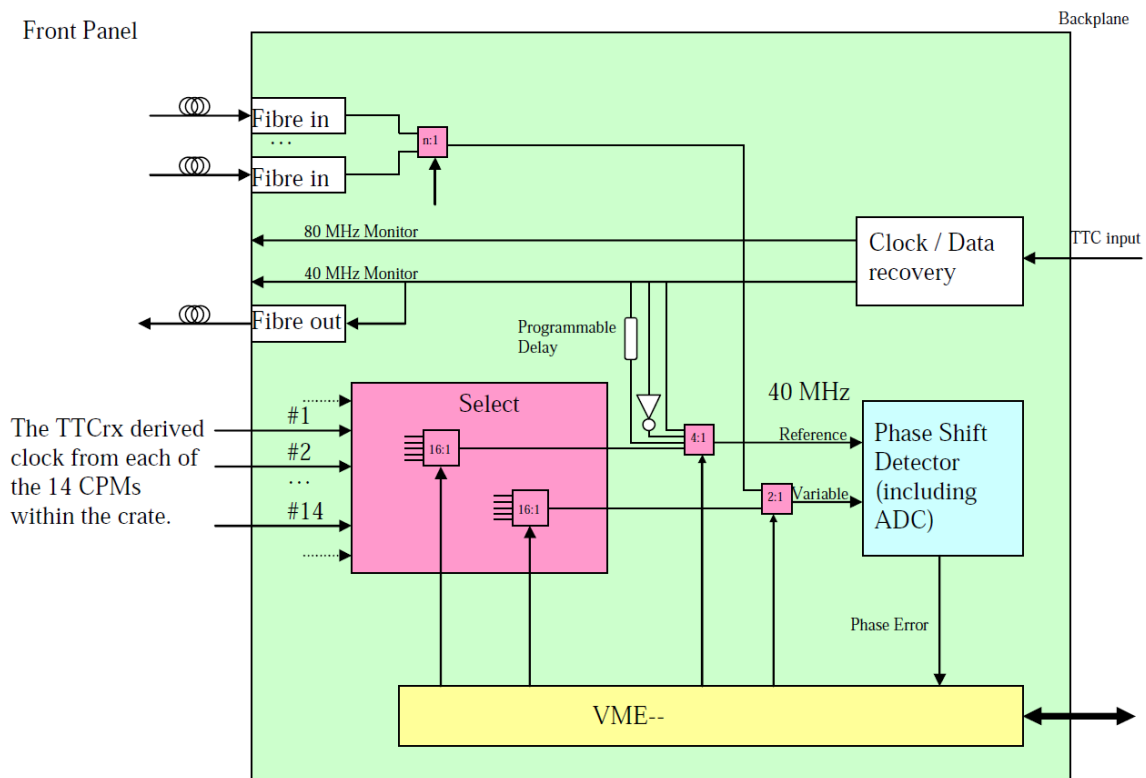 Backplane
Front Panel
Fibre in
...
n:1
Fibre in
80 MHz Monitor
Clock / Data
recovery
TTC input
40 MHz Monitor
Fibre out
Programmable
Delay
Select
40 MHz
The TTCrx derived
clock from each of
the 14 CPMs
within the crate.
#1
#2
...
#14
16:1
16:1
4:1
Reference
2:1
Variable
Phase Shift
Detector
(including
ADC)
Phase Error
VME--